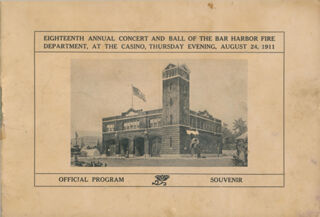 EIGHTEENTH ANNUAL CONCERT AND BALL OF THE BAR HARBOR FIRE
DEPARTMENT, AT THE CASINO, THURSDAY EVENING, AUGUST 24, 1911
OFFICIAL PROGRAM SOUVENIR